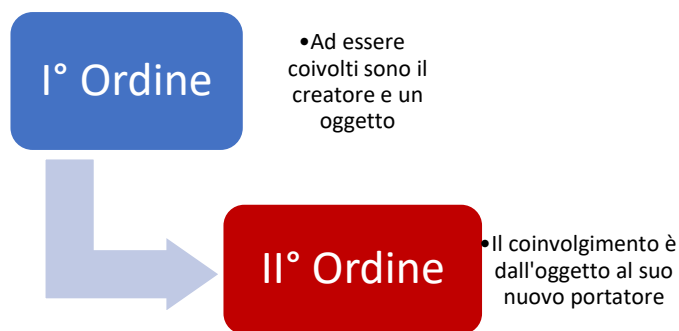 I° Ordine
•Ad essere
coivolti sono il
creatore e un
oggetto
II° Ordine
•Il coinvolgimento è
dall'oggetto al suo
nuovo portatore